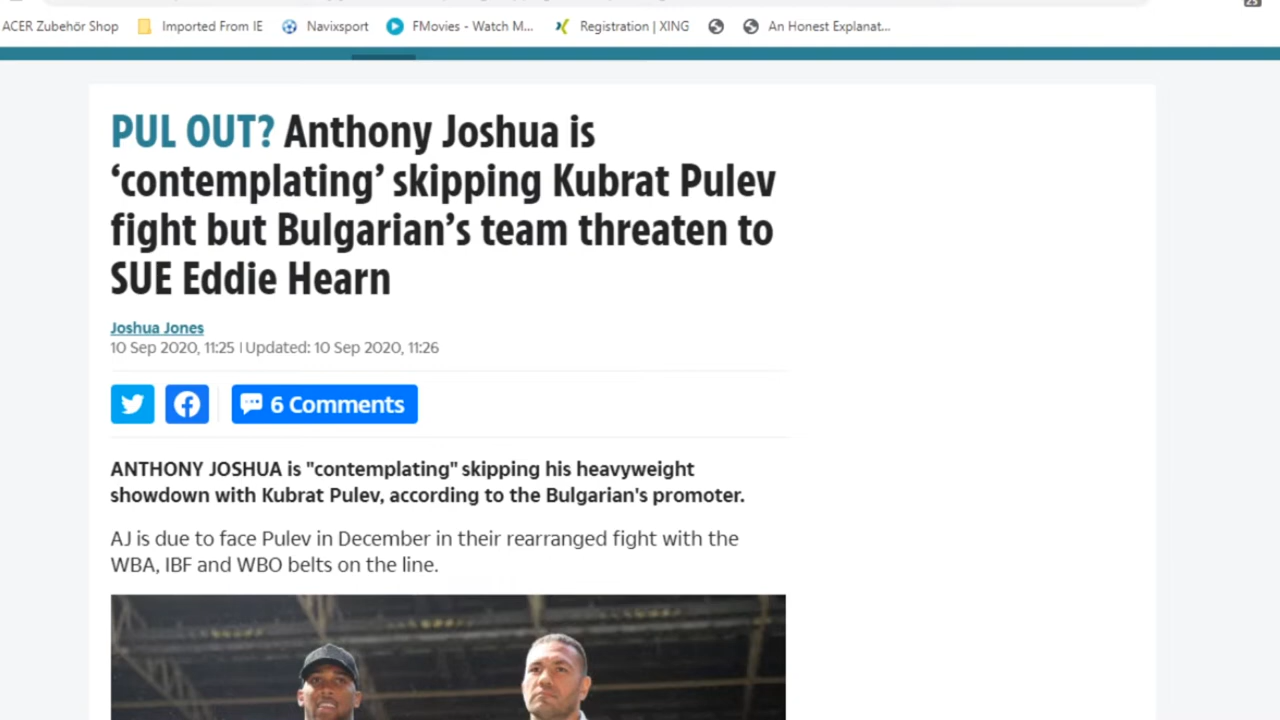 ACER Zubehör Shop Imported From IE Navixsport FMovies - Watch M... Registration | XING An Honest Explanat...
PUL OUT? Anthony Joshua is
‘contemplating’ skipping Kubrat Pulev
fight but Bulgarian’s team threaten to
SUE Eddie Hearn
Joshua Jones
10 Sep 2020, 11:25 | Updated: 10 Sep 2020, 11:26
6 Comments
ANTHONY JOSHUA is "contemplating" skipping his heavyweight
showdown with Kubrat Pulev, according to the Bulgarian's promoter.
AJ is due to face Pulev in December in their rearranged fight with the
WBA, IBF and WBO belts on the line.